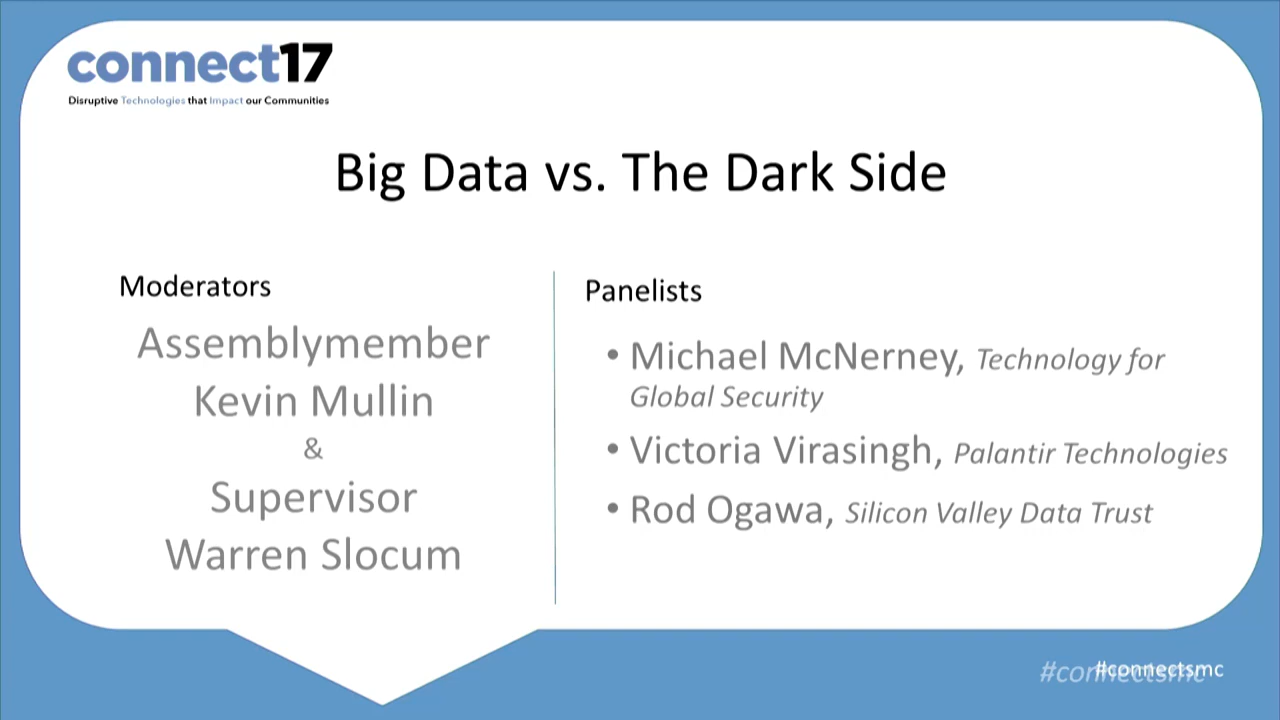 connect17
Disruptive Technologies that Impact our Communities
Big Data vs. The Dark Side
Moderators
Assemblymember
Kevin Mullin
&
Supervisor
Warren Slocum
Panelists
• Michael McNerney, Technology for
Global Security
• Victoria Virasingh, Palantir Technologies
• Rod Ogawa, Silicon Valley Data Trust
#connectsmc
#connectsmc